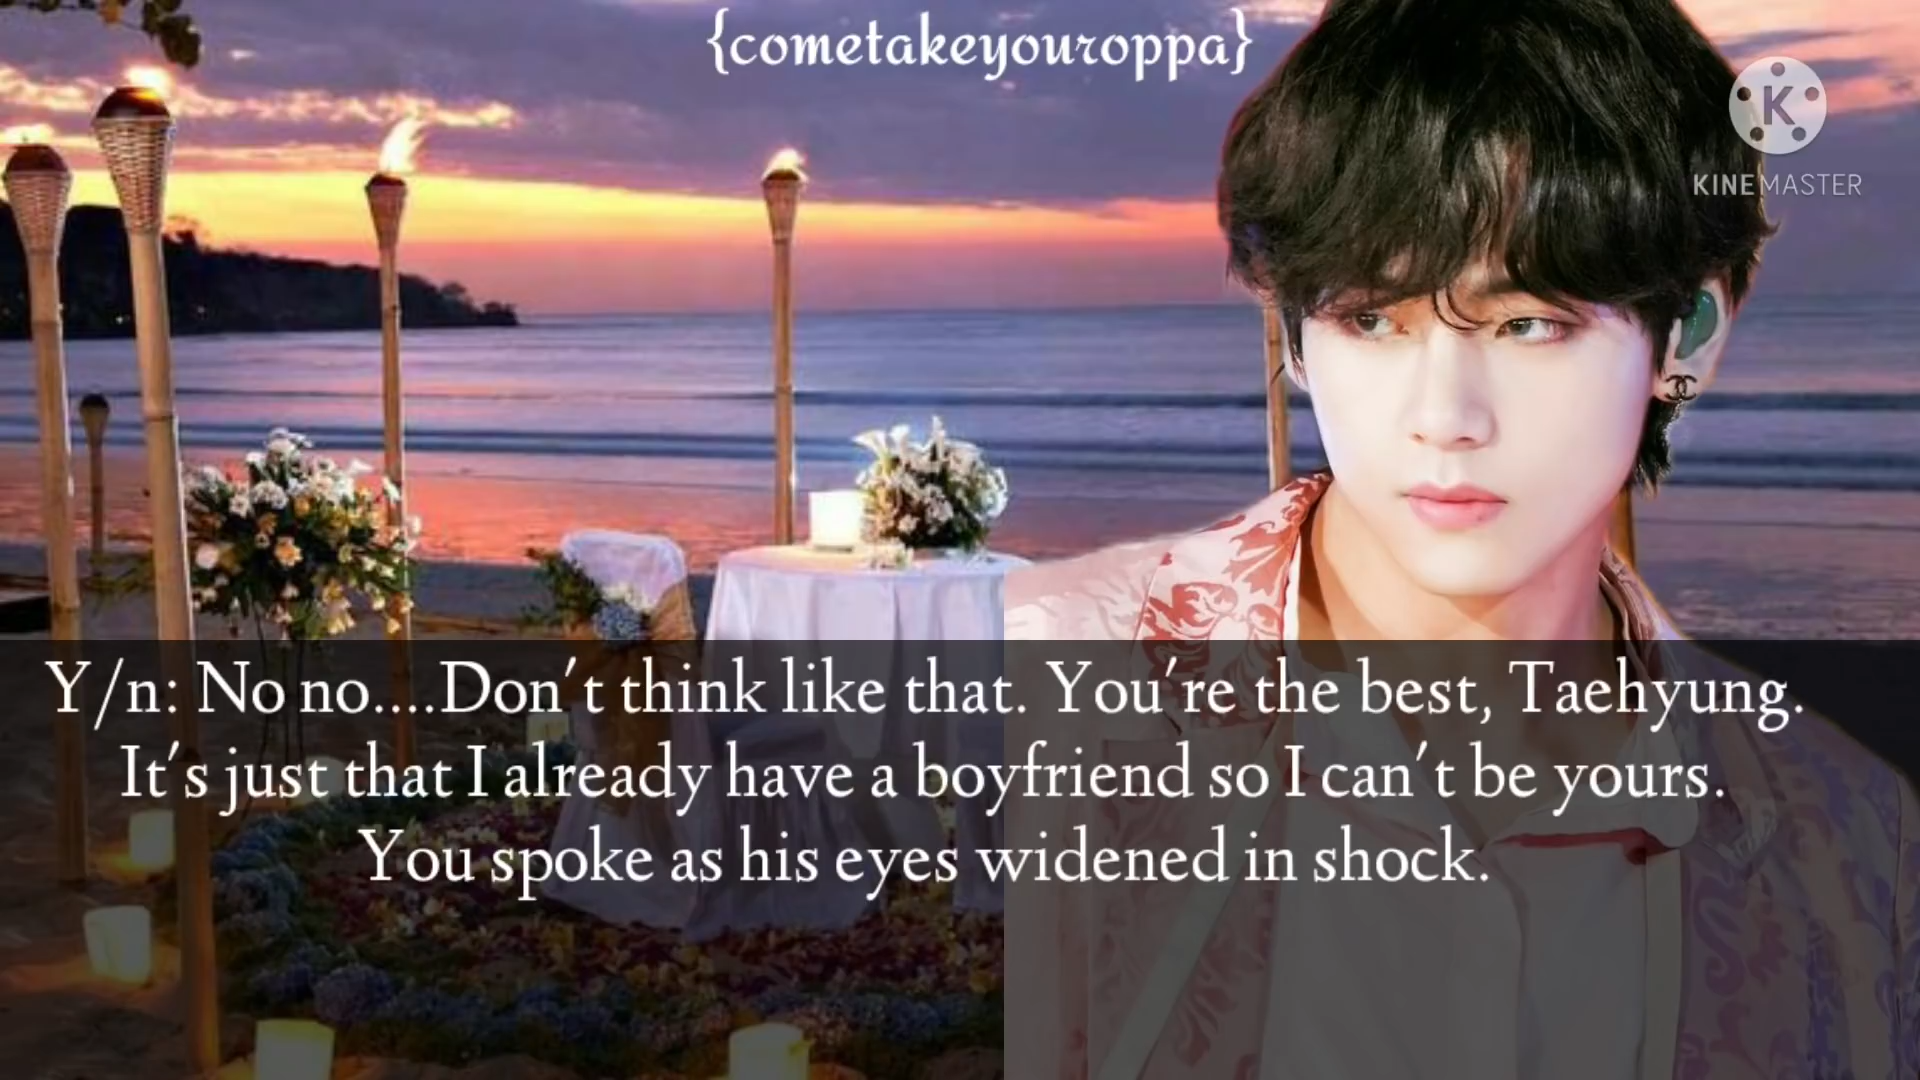 {cometakeyouroppa}
K
KINEMASTER
Y/n: No no....Don't think like that. You're the best, Taehyung.
It's just that I already have a boyfriend so I can't be yours.
You spoke as his eyes widened in shock.